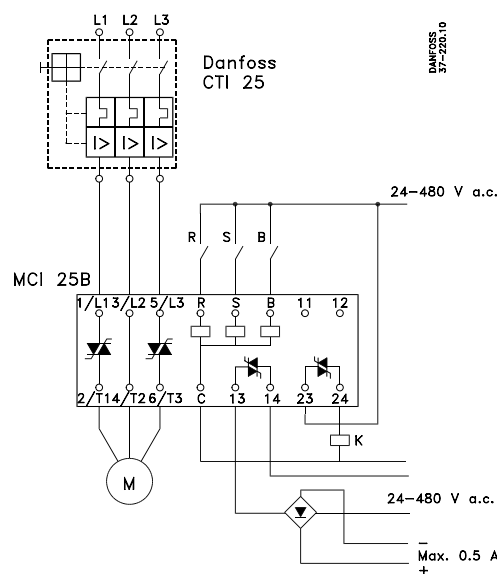 L1 L2 L3
DANFOSS
37-220.10
Danfoss
CTI 25
I> I> I>
24-480 V a.c.
R S B
MCI 25B
1/L1 3/L2 5/L3 R S B 11 12
2/T1 4/T2 6/T3 C 13 14 23 24
K
M
24-480 V a.c.
-
Max. 0.5 A
+